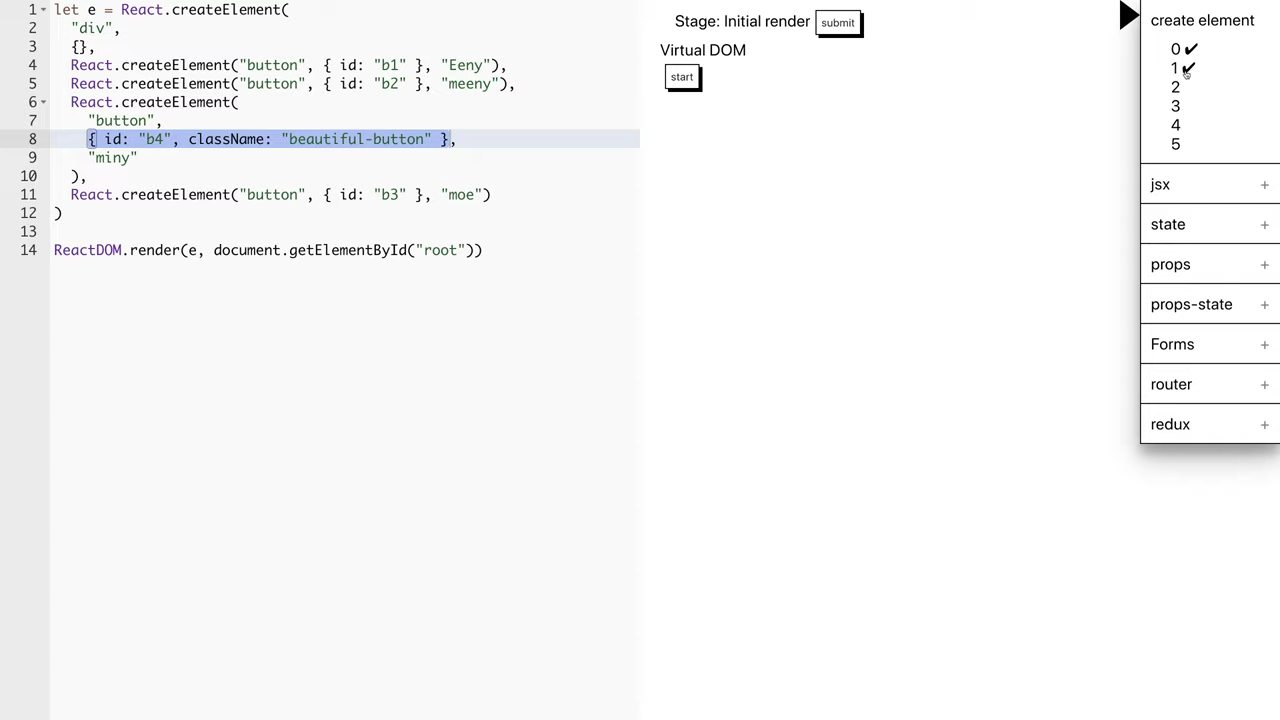 1 let e = React.createElement(
2 "div",
3 {},
4 React.createElement("button", { id: "b1" }, "Eeny"),
5 React.createElement("button", { id: "b2" }, "meeny"),
6 React.createElement(
7 "button",
8 { id: "b4", className: "beautiful-button" },
9 "miny"
10 ),
11 React.createElement("button", { id: "b3" }, "moe")
12 )
13
14 ReactDOM.render(e, document.getElementById("root"))
Stage: Initial render submit
Virtual DOM
start
create element
0 ✔
1 ✔
2
3
4
5
jsx +
state +
props +
props-state +
Forms +
router +
redux +